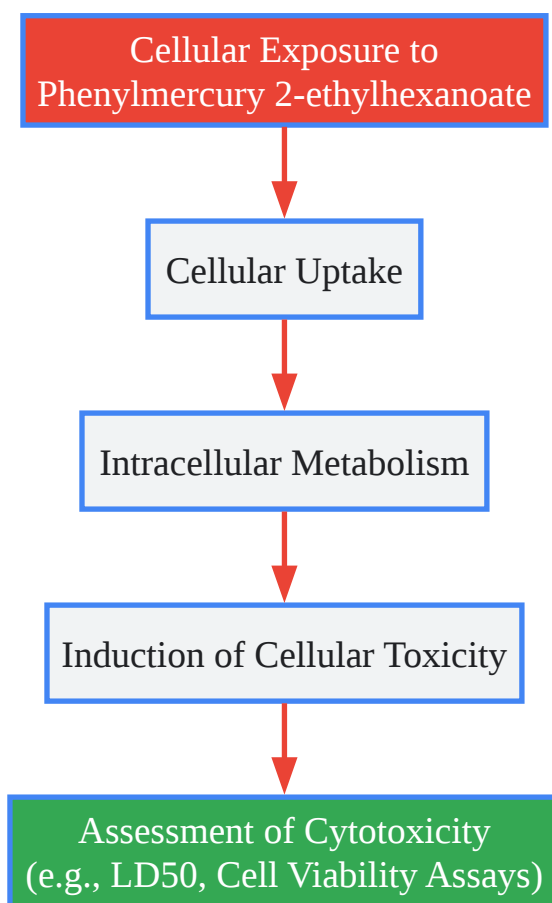 Cellular Exposure to
Phenylmercury 2-ethylhexanoate
Cellular Uptake
Intracellular Metabolism
Induction of Cellular Toxicity
Assessment of Cytotoxicity
(e.g., LD50, Cell Viability Assays)